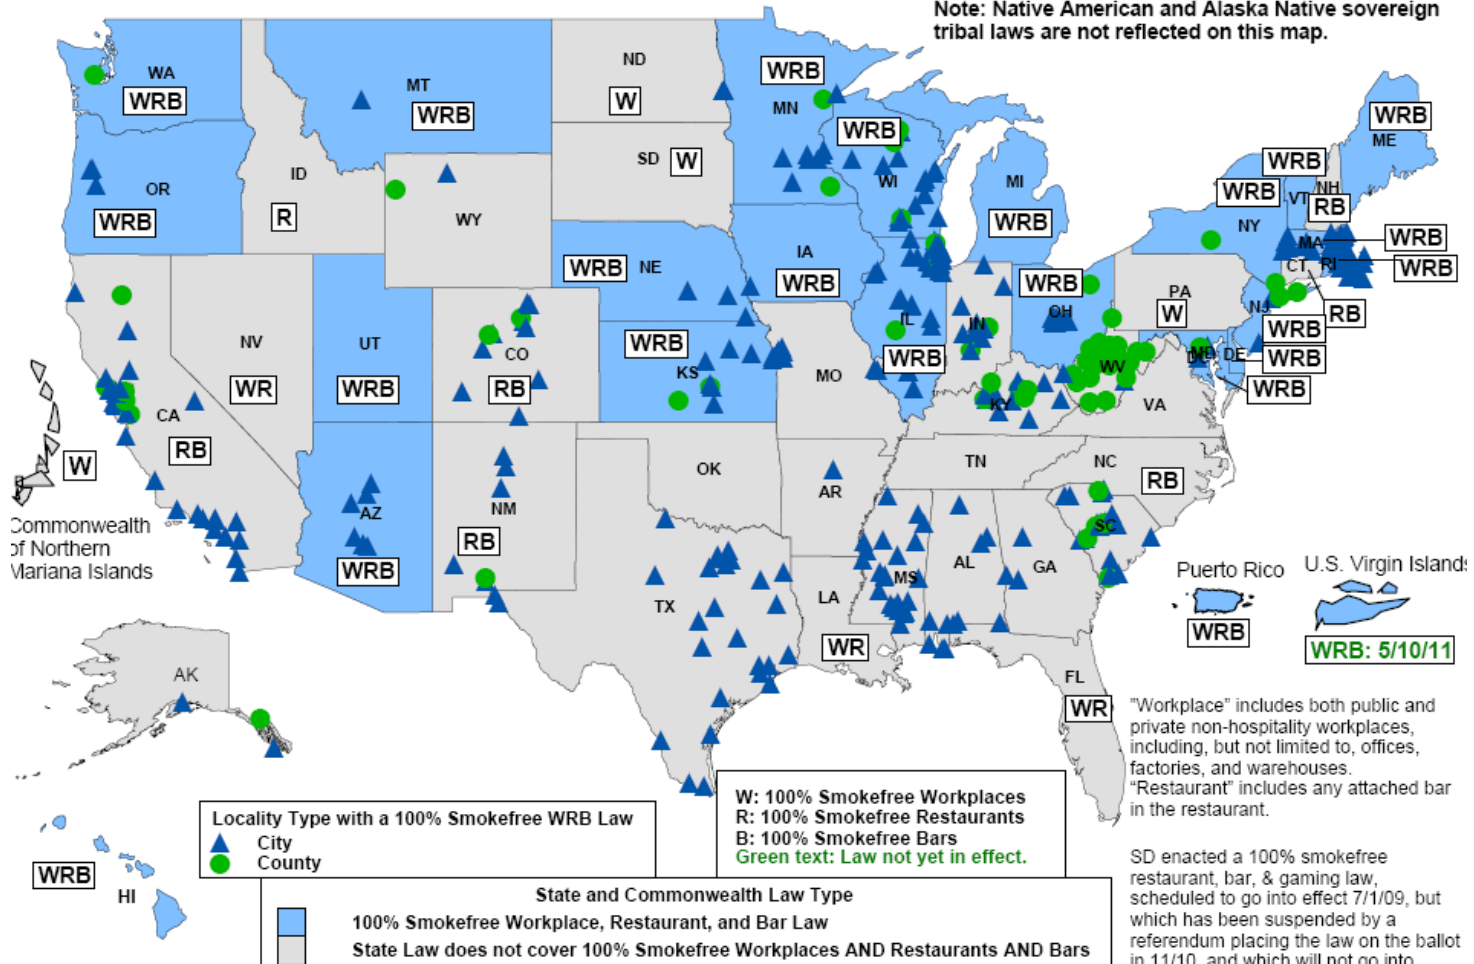 Note: Native American and Alaska Native sovereign
tribal laws are not reflected on this map.
WA
WRB
MT
WRB
ND
W
WRB
MN
WRB
WI
WRB
ME
OR
WRB
ID
R
SD
W
WY
MI
WRB
WRB
VT
NH
RB
WRB
NY
MA
WRB
CT
RI
WRB
RB
NE
WRB
IA
WRB
WRB
OH
PA
W
NJ
WRB
NV
WR
UT
WRB
CO
RB
WRB
KS
MO
IL
WRB
IN
WV
MD
DC
DE
WRB
WRB
KY
VA
CA
RB
W
Commonwealth
of Northern
Mariana Islands
AZ
WRB
NM
RB
OK
AR
TN
NC
RB
SC
MS
AL
GA
TX
LA
WR
FL
WR
Puerto Rico
WRB
U.S. Virgin Islands
WRB: 5/10/11
AK
HI
WRB
"Workplace" includes both public and
private non-hospitality workplaces,
including, but not limited to, offices,
factories, and warehouses.
“Restaurant” includes any attached bar
in the restaurant.
SD enacted a 100% smokefree
restaurant, bar, & gaming law,
scheduled to go into effect 7/1/09, but
which has been suspended by a
referendum placing the law on the ballot
in 11/10, and which will not go into
W: 100% Smokefree Workplaces
R: 100% Smokefree Restaurants
B: 100% Smokefree Bars
Green text: Law not yet in effect.
Locality Type with a 100% Smokefree WRB Law
City
County
State and Commonwealth Law Type
100% Smokefree Workplace, Restaurant, and Bar Law
State Law does not cover 100% Smokefree Workplaces AND Restaurants AND Bars